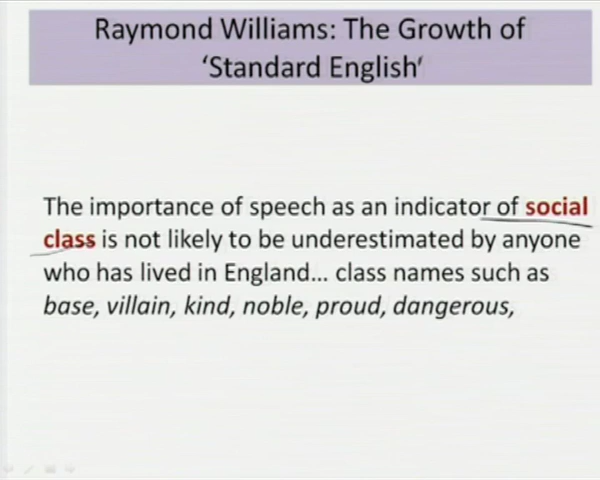 Raymond Williams: The Growth of
‘Standard English‘
The importance of speech as an indicator of social
class is not likely to be underestimated by anyone
who has lived in England... class names such as
base, villain, kind, noble, proud, dangerous,